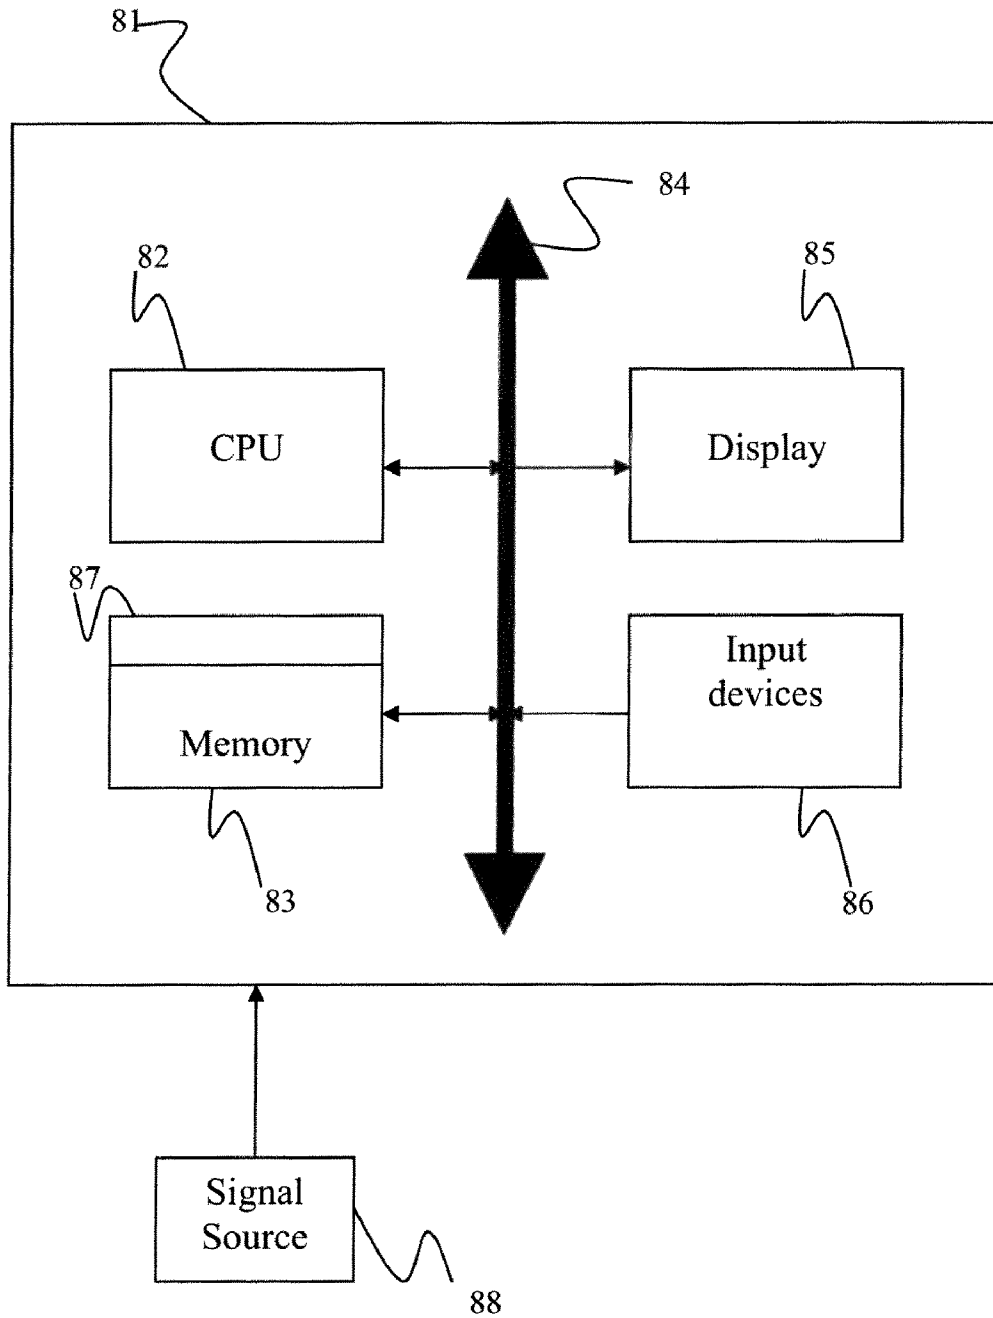 81
84
82
85
CPU
Display
87
Input
devices
Memory
83
86
Signal
Source
88